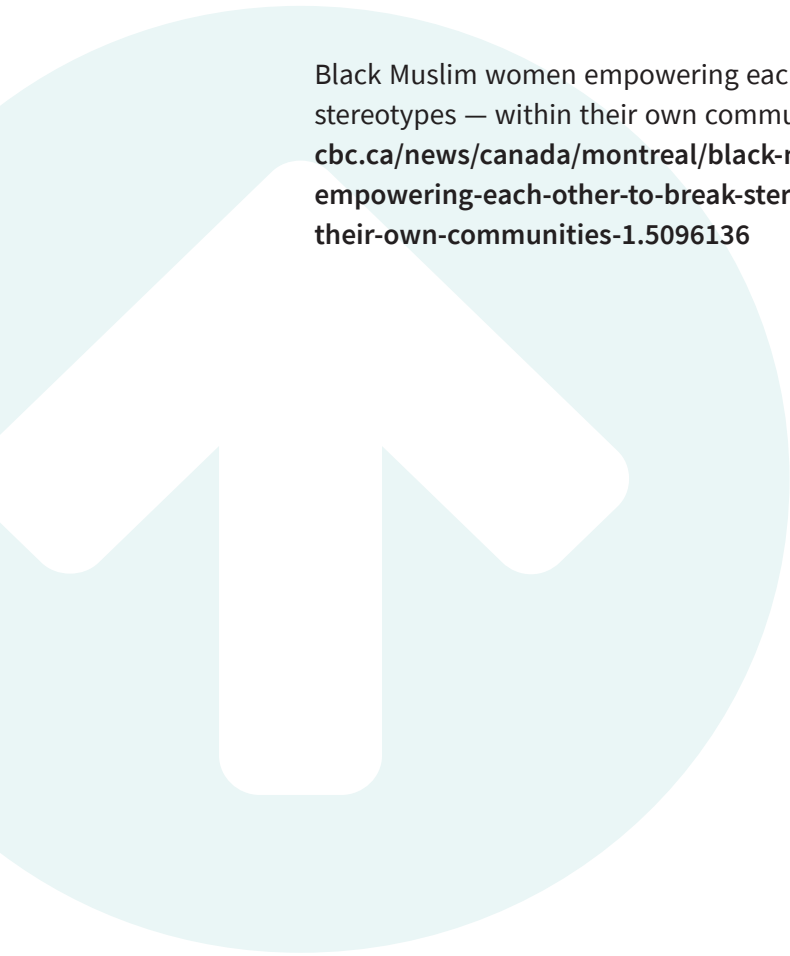 Black Muslim women empowering eac
stereotypes — within their own commu
cbc.ca/news/canada/montreal/black-
empowering-each-other-to-break-ster
their-own-communities-1.5096136